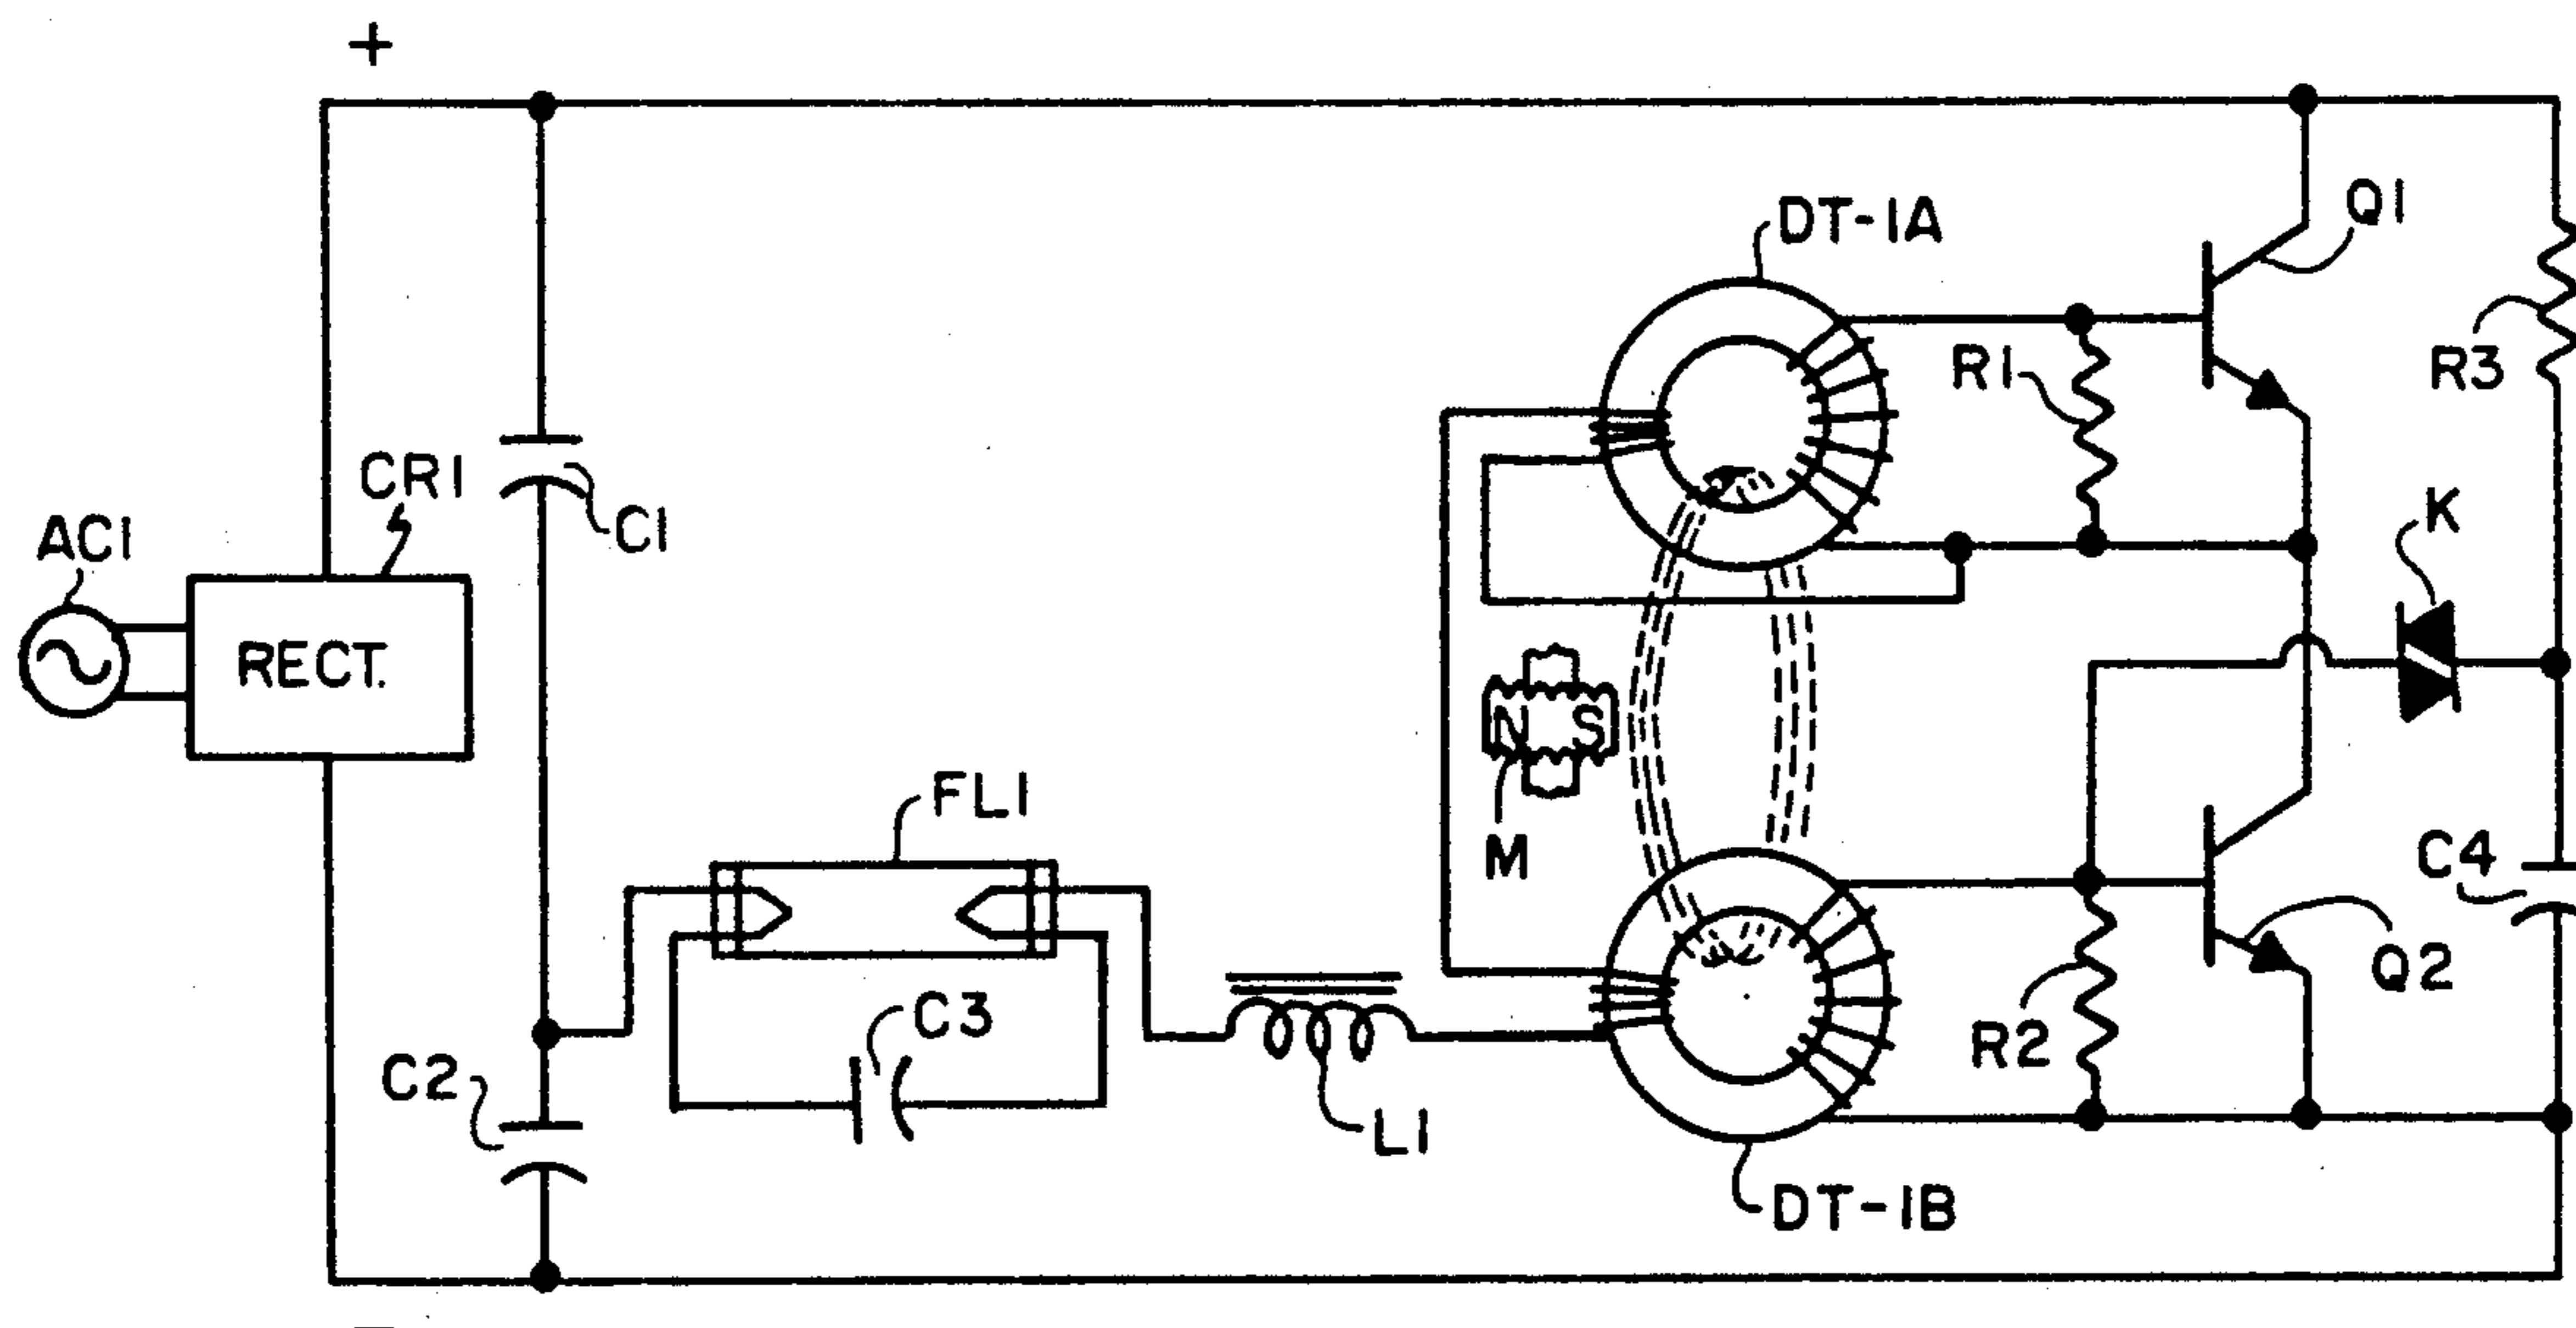 +
DT-1A
Q1
R1
R3
CR1
C1
AC1
K
RECT.
N S
FL1
M
C4
C3
Q2
C2
R2
L1
DT-1B